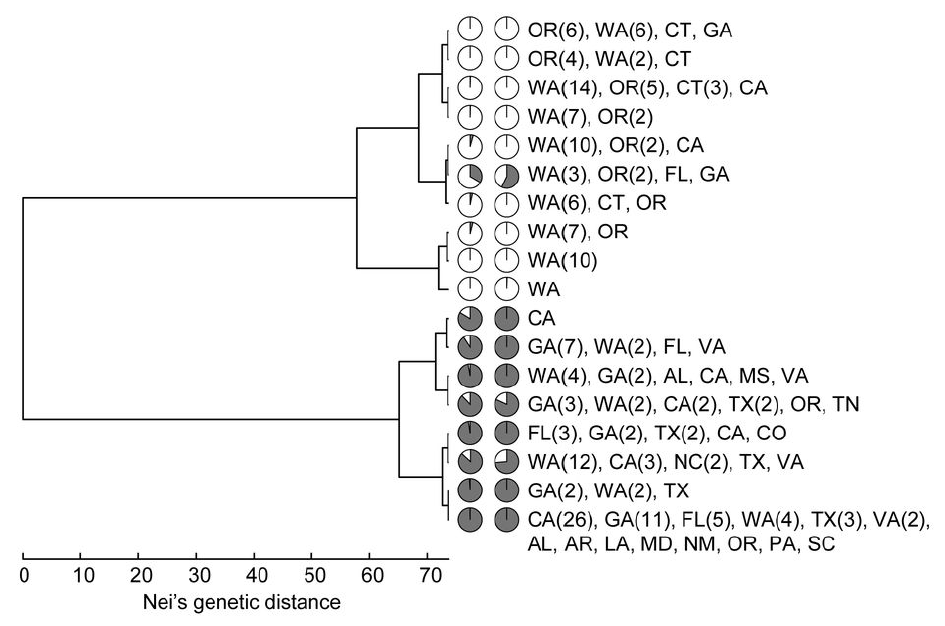 OR(6), WA(6), CT, GA
OR(4), WA(2), CT
WA(14), OR(5), CT(3), CA
WA(7), OR(2)
WA(10), OR(2), CA
WA(3), OR(2), FL, GA
WA(6), CT, OR
WA(7), OR
WA(10)
WA
CA
GA(7), WA(2), FL, VA
WA(4), GA(2), AL, CA, MS, VA
GA(3), WA(2), CA(2), TX(2), OR, TN
FL(3), GA(2), TX(2), CA, CO
WA(12), CA(3), NC(2), TX, VA
GA(2), WA(2), TX
CA(26), GA(11), FL(5), WA(4), TX(3), VA(2),
AL, AR, LA, MD, NM, OR, PA, SC
0 10 20 30 40 50 60 70
Nei's genetic distance